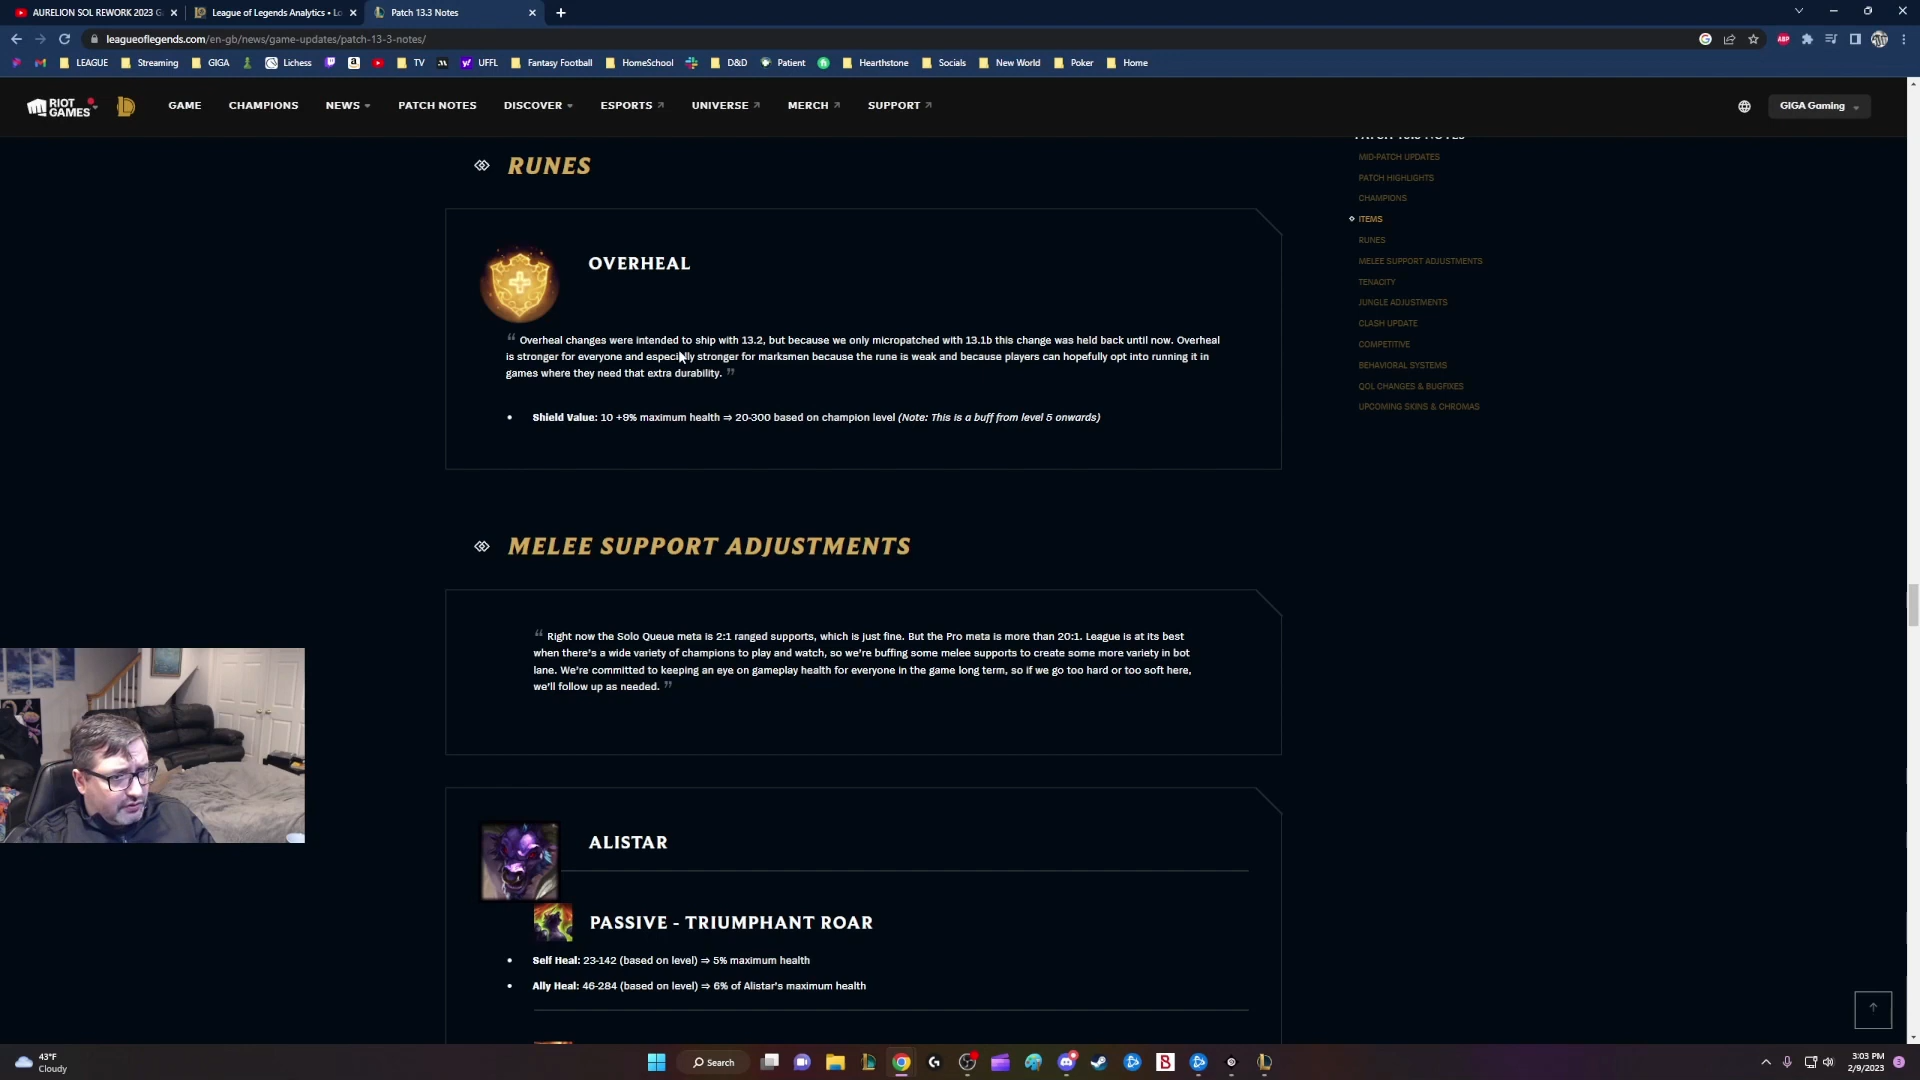 AURELION SOL REWORK 2023 G
League of Legends Analytics • Lo
Patch 13.3 Notes
leagueoflegends.com/en-gb/news/game-updates/patch-13-3-notes/
ABP
LEAGUE
Streaming
GIGA
Lichess
TV
UFFL
Fantasy Football
HomeSchool
D&D
Patient
Hearthstone
Socials
New World
Poker
Home
RIOT
GAMES
GAME
CHAMPIONS
NEWS
PATCH NOTES
DISCOVER
ESPORTS
UNIVERSE
MERCH
SUPPORT
GIGA Gaming
RUNES
OVERHEAL
“ Overheal changes were intended to ship with 13.2, but because we only micropatched with 13.1b this change was held back until now. Overheal
is stronger for everyone and especially stronger for marksmen because the rune is weak and because players can hopefully opt into running it in
games where they need that extra durability. ”
• Shield Value: 10 +9% maximum health ⇒ 20-300 based on champion level (Note: This is a buff from level 5 onwards)
MELEE SUPPORT ADJUSTMENTS
“ Right now the Solo Queue meta is 2:1 ranged supports, which is just fine. But the Pro meta is more than 20:1. League is at its best
when there's a wide variety of champions to play and watch, so we're buffing some melee supports to create some more variety in bot
lane. We're committed to keeping an eye on gameplay health for everyone in the game long term, so if we go too hard or too soft here,
we'll follow up as needed. ”
ALISTAR
PASSIVE - TRIUMPHANT ROAR
• Self Heal: 23-142 (based on level) ⇒ 5% maximum health
• Ally Heal: 46-284 (based on level) ⇒ 6% of Alistar's maximum health
PATCH 13.3 NOTES
MID-PATCH UPDATES
PATCH HIGHLIGHTS
CHAMPIONS
ITEMS
RUNES
MELEE SUPPORT ADJUSTMENTS
TENACITY
JUNGLE ADJUSTMENTS
CLASH UPDATE
COMPETITIVE
BEHAVIORAL SYSTEMS
QOL CHANGES & BUGFIXES
UPCOMING SKINS & CHROMAS
43°F
Cloudy
Search
3:03 PM
2/9/2023
3